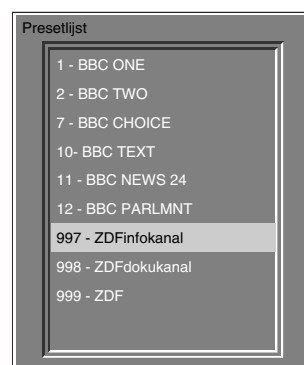 Presetlijst
1 - BBC ONE
2 - BBC TWO
7 - BBC CHOICE
10- BBC TEXT
11 - BBC NEWS 24
12 - BBC PARLMNT
997 - ZDFinfokanal
998 - ZDFdokukanal
999 - ZDF